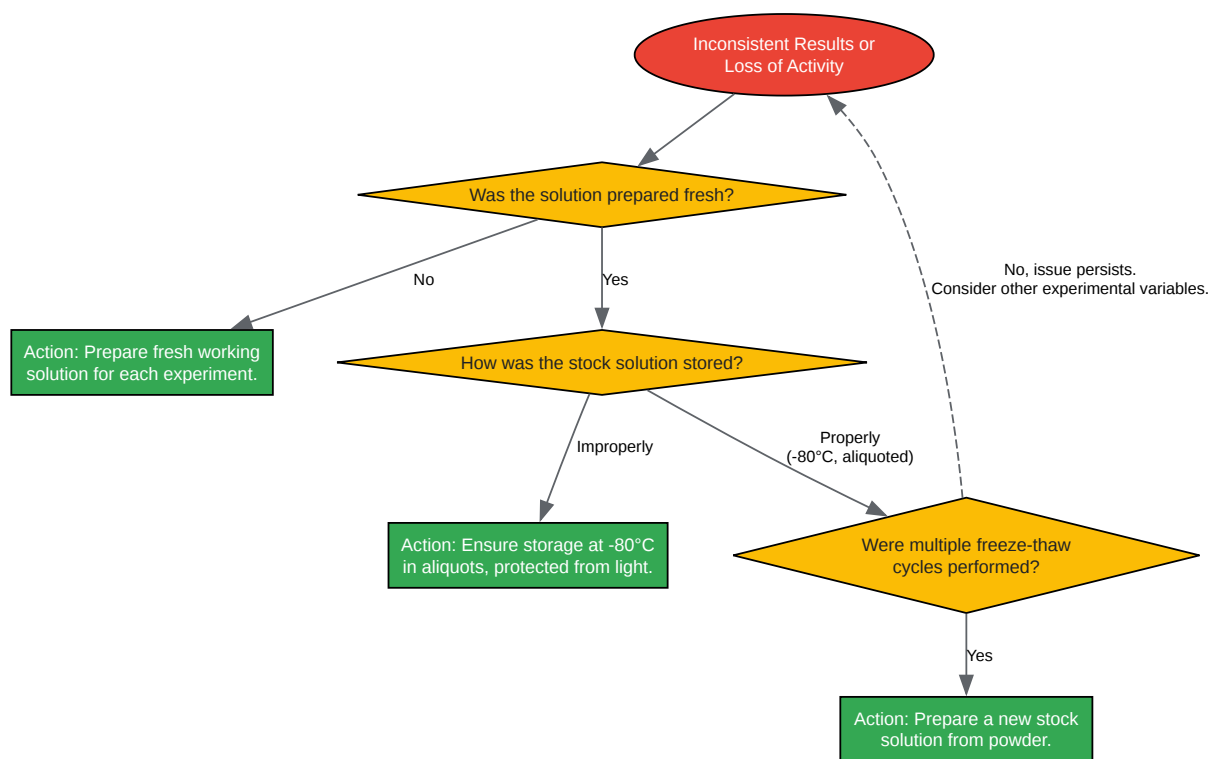 Inconsistent Results or
Loss of Activity
Was the solution prepared fresh?
No
Yes
No, issue persists.
Consider other experimental variables.
Action: Prepare fresh working
solution for each experiment.
How was the stock solution stored?
Improperly
Properly
(-80°C, aliquoted)
Action: Ensure storage at -80°C
in aliquots, protected from light.
Were multiple freeze-thaw
cycles performed?
Yes
Action: Prepare a new stock
solution from powder.